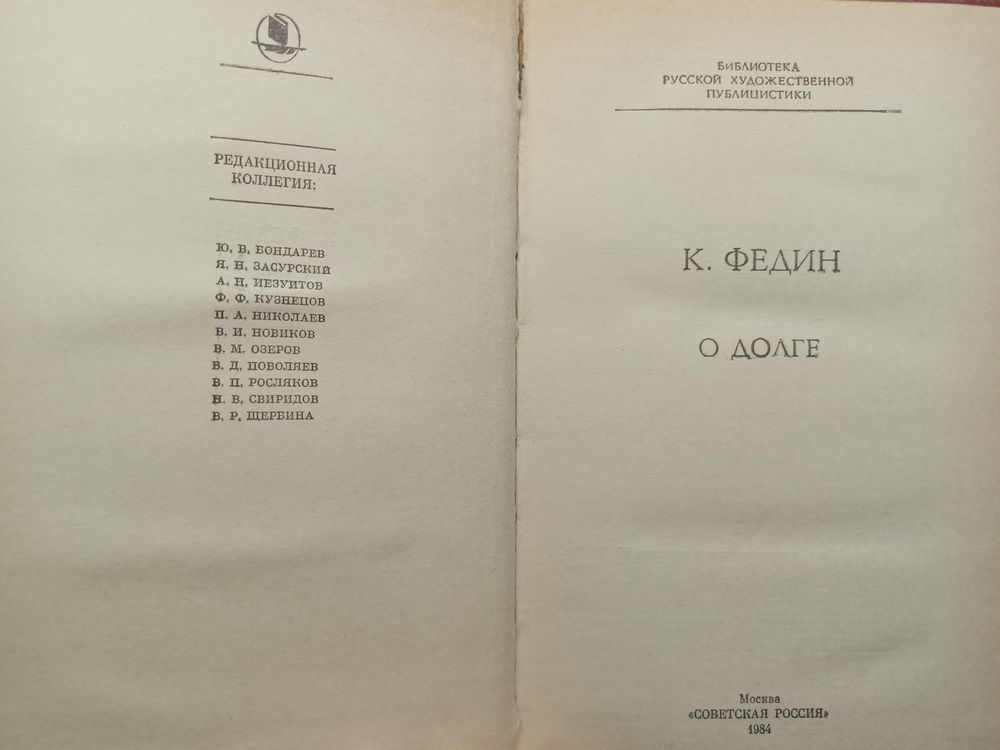 РЕДАКЦИОННАЯ
КОЛЛЕГИЯ:
Ю. В. БОНДАРЕВ
Я. Н. ЗАСУРСКИЙ
А. Н. ИЕЗУИТОВ
Ф. Ф. КУЗНЕЦОВ
П. А. НИКОЛАЕВ
В. И. НОВИКОВ
В. М. ОЗЕРОВ
В. Д. ПОВОЛЯЕВ
В. П. РОСЛЯКОВ
Н. В. СВИРИДОВ
В. Р. ЩЕРБИНА
БИБЛИОТЕКА
РУССКОЙ ХУДОЖЕСТВЕННОЙ
ПУБЛИЦИСТИКИ
К. ФЕДИН
О ДОЛГЕ
Москва
«СОВЕТСКАЯ РОССИЯ»
1984